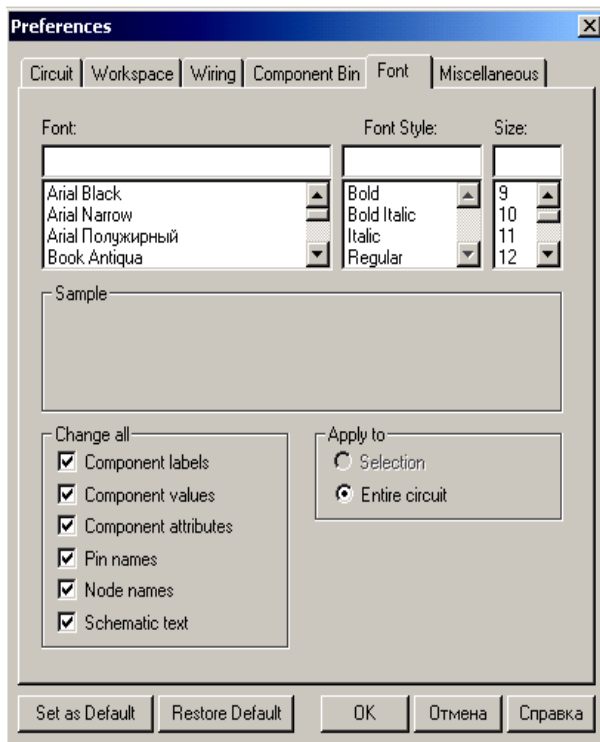 Preferences
Circuit Workspace Wiring Component Bin Font Miscellaneous
Font: Font Style: Size:
Arial Black Bold 9
Arial Narrow Bold Italic 10
Arial Полужирный Italic 11
Book Antiqua Regular 12
Sample
Change all Apply to
Component labels Selection
Component values Entire circuit
Component attributes
Pin names
Node names
Schematic text
Set as Default Restore Default OK Отмена Справка